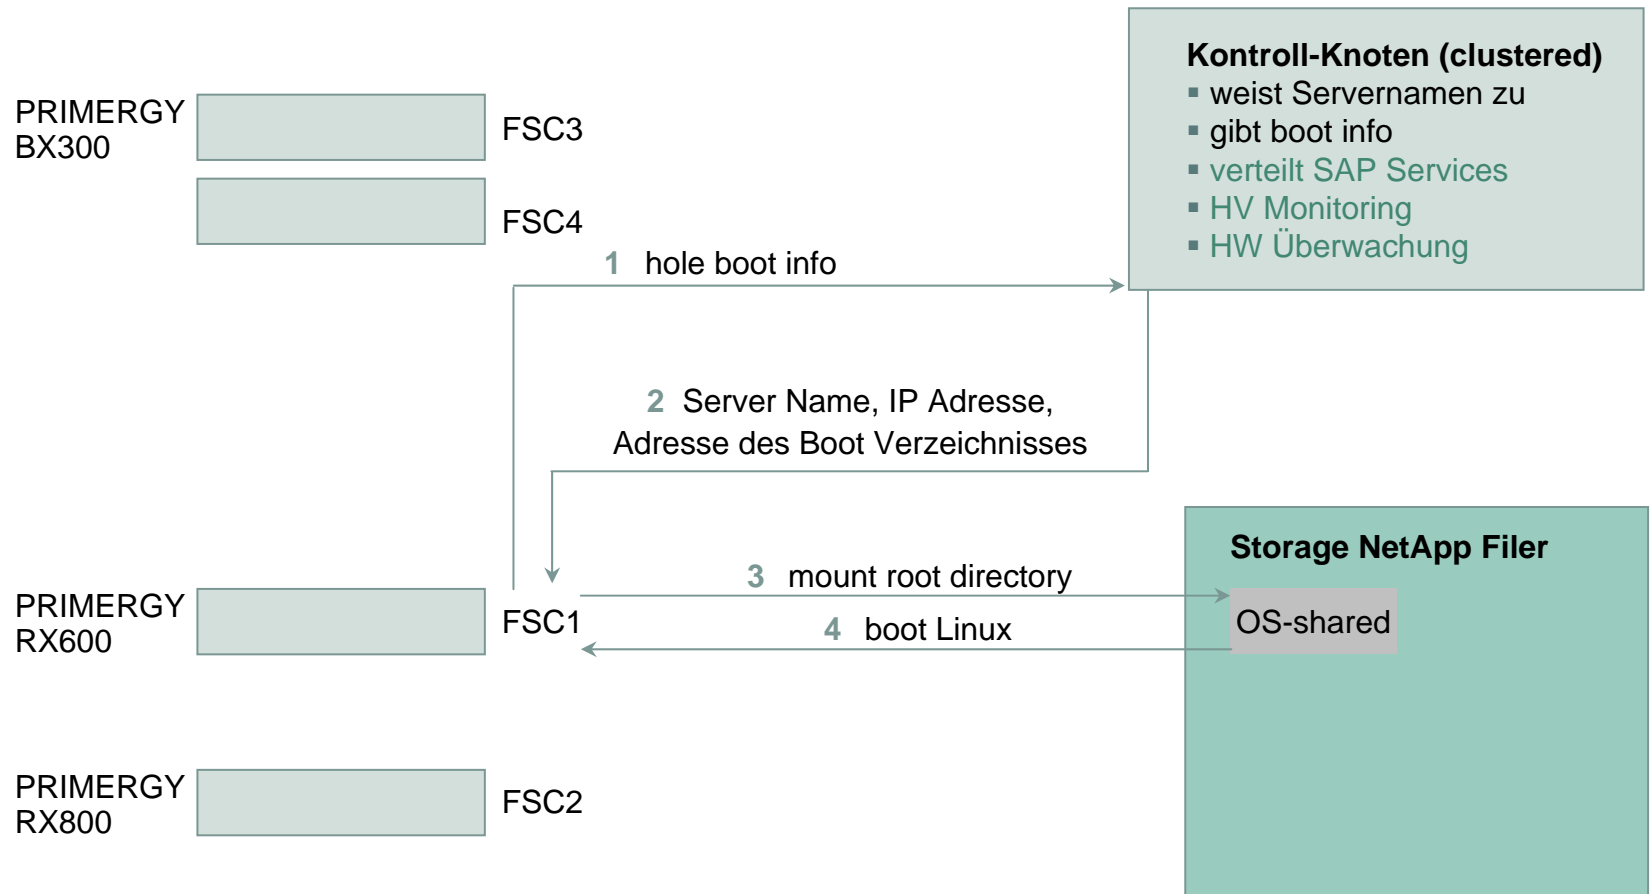 Kontroll-Knoten (clustered)
▪ weist Servernamen zu
▪ gibt boot info
▪ verteilt SAP Services
▪ HV Monitoring
▪ HW Überwachung
PRIMERGY
BX300
FSC3
FSC4
1 hole boot info
2 Server Name, IP Adresse,
Adresse des Boot Verzeichnisses
Storage NetApp Filer
3 mount root directory
PRIMERGY
RX600
FSC1
OS-shared
4 boot Linux
PRIMERGY
RX800
FSC2